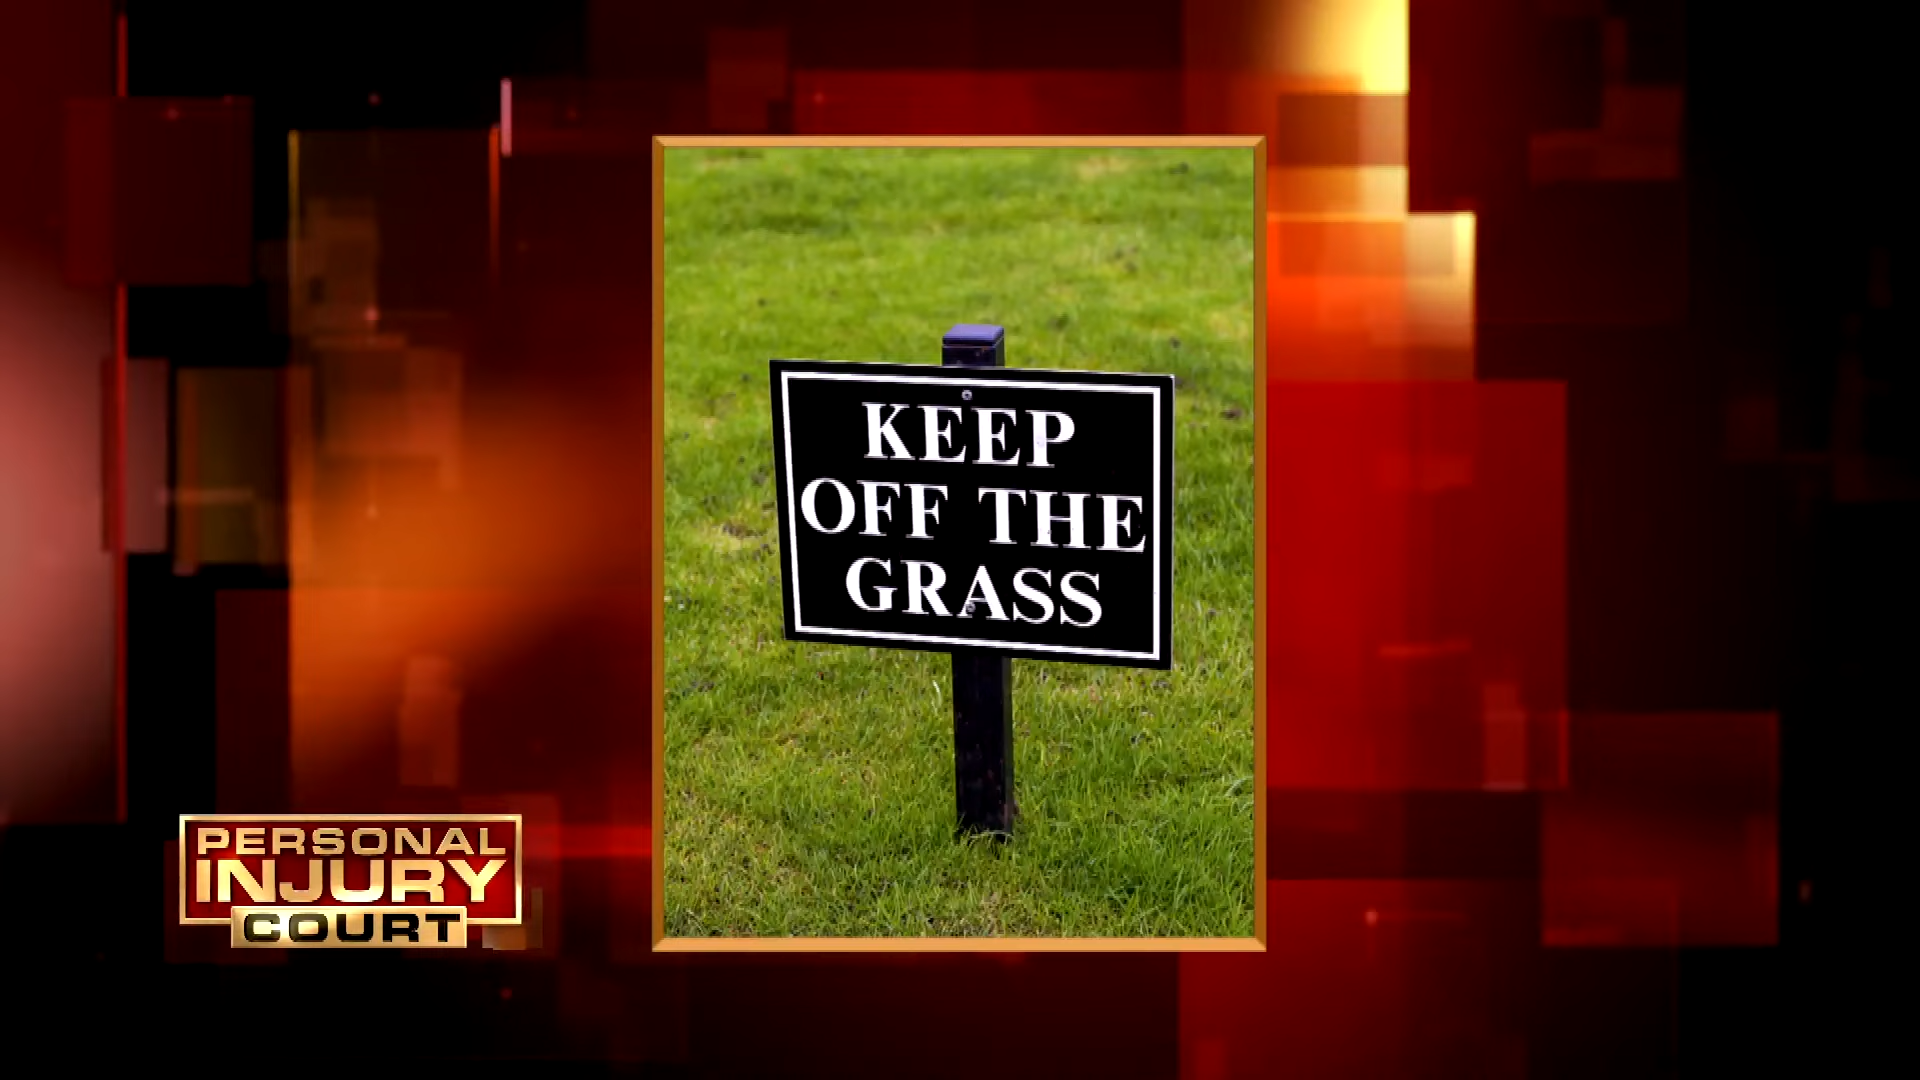 KEEP
OFF THE
GRASS
PERSONAL
INJURY
COURT